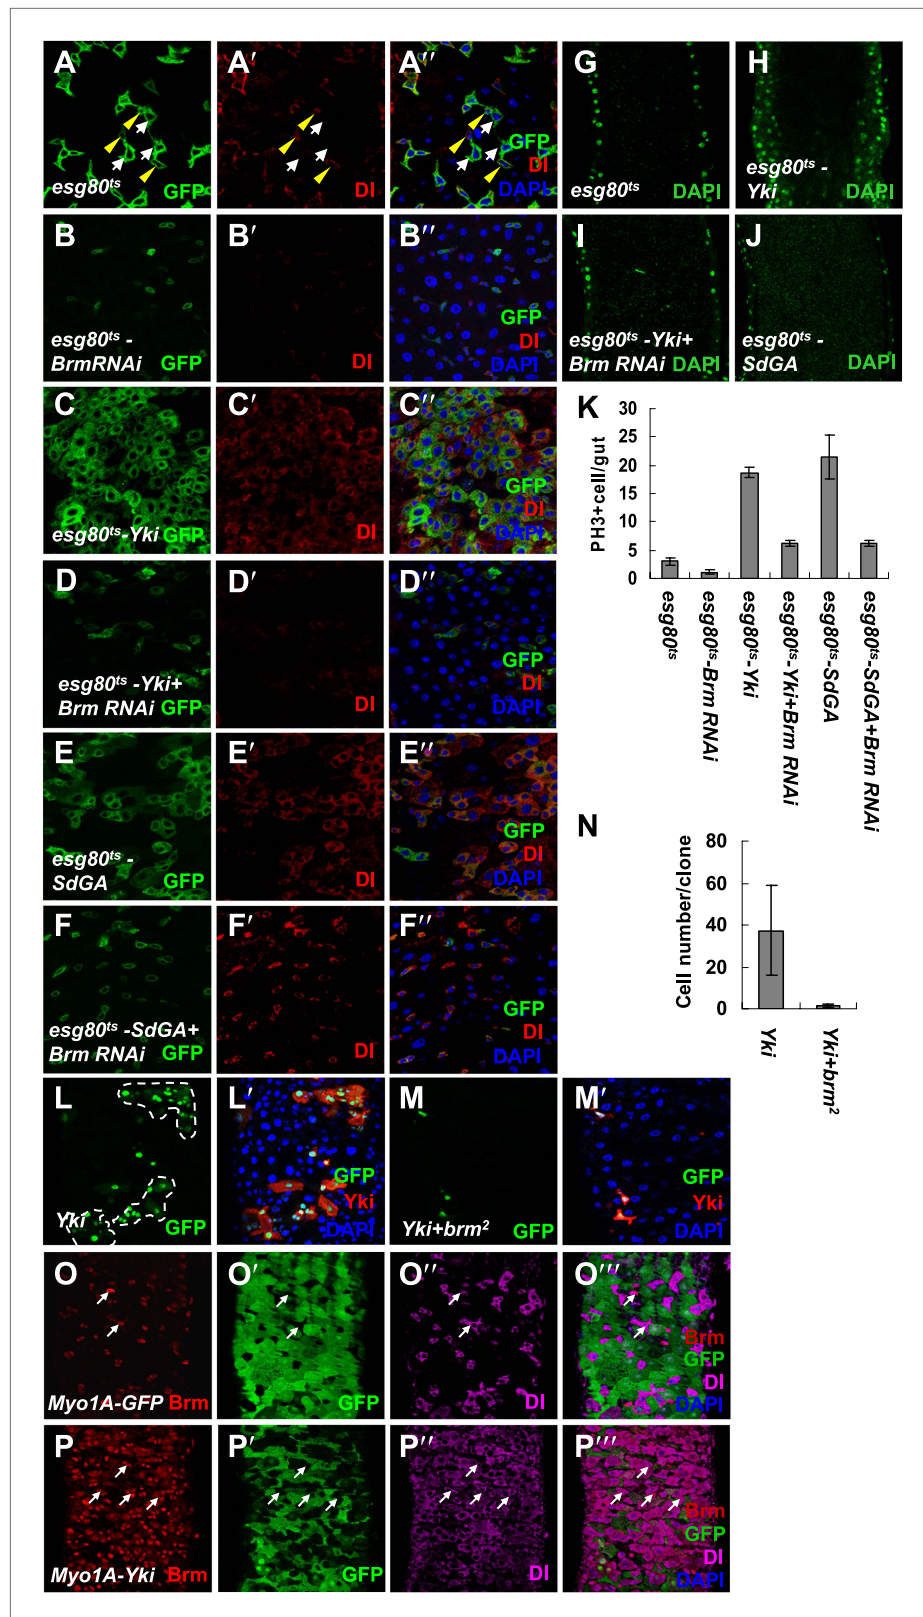 A
esg80ts
GFP
A′
Dl
A″
GFP
Dl
DAPI
G
esg80ts
DAPI
H
esg80ts -
Yki
DAPI
B
esg80ts -
BrmRNAi
GFP
B′
Dl
B″
GFP
Dl
DAPI
I
esg80ts -Yki+
Brm RNAi
DAPI
J
esg80ts -
SdGA
DAPI
C
esg80ts-Yki
GFP
C′
Dl
C″
GFP
Dl
DAPI
K
PH3+cell/gut
30
25
20
15
10
5
0
esg80ts
esg80ts-Brm RNAi
esg80ts-Yki
esg80ts-Yki+Brm RNAi
esg80ts-SdGA
esg80ts-SdGA+Brm RNAi
D
esg80ts -Yki+
Brm RNAi
GFP
D′
Dl
D″
GFP
Dl
DAPI
E
esg80ts -
SdGA
GFP
E′
Dl
E″
GFP
Dl
DAPI
N
Cell number/clone
80
60
40
20
0
Yki
Yki+brm2
F
esg80ts -SdGA+
Brm RNAi
GFP
F′
Dl
F″
GFP
Dl
DAPI
L
Yki
GFP
L′
GFP
Yki
DAPI
M
Yki+brm2
GFP
M′
GFP
Yki
DAPI
O
Myo1A-GFP
Brm
O′
GFP
O″
Dl
O‴
Brm
GFP
Dl
DAPI
P
Myo1A-Yki
Brm
P′
GFP
P″
Dl
P‴
Brm
GFP
Dl
DAPI